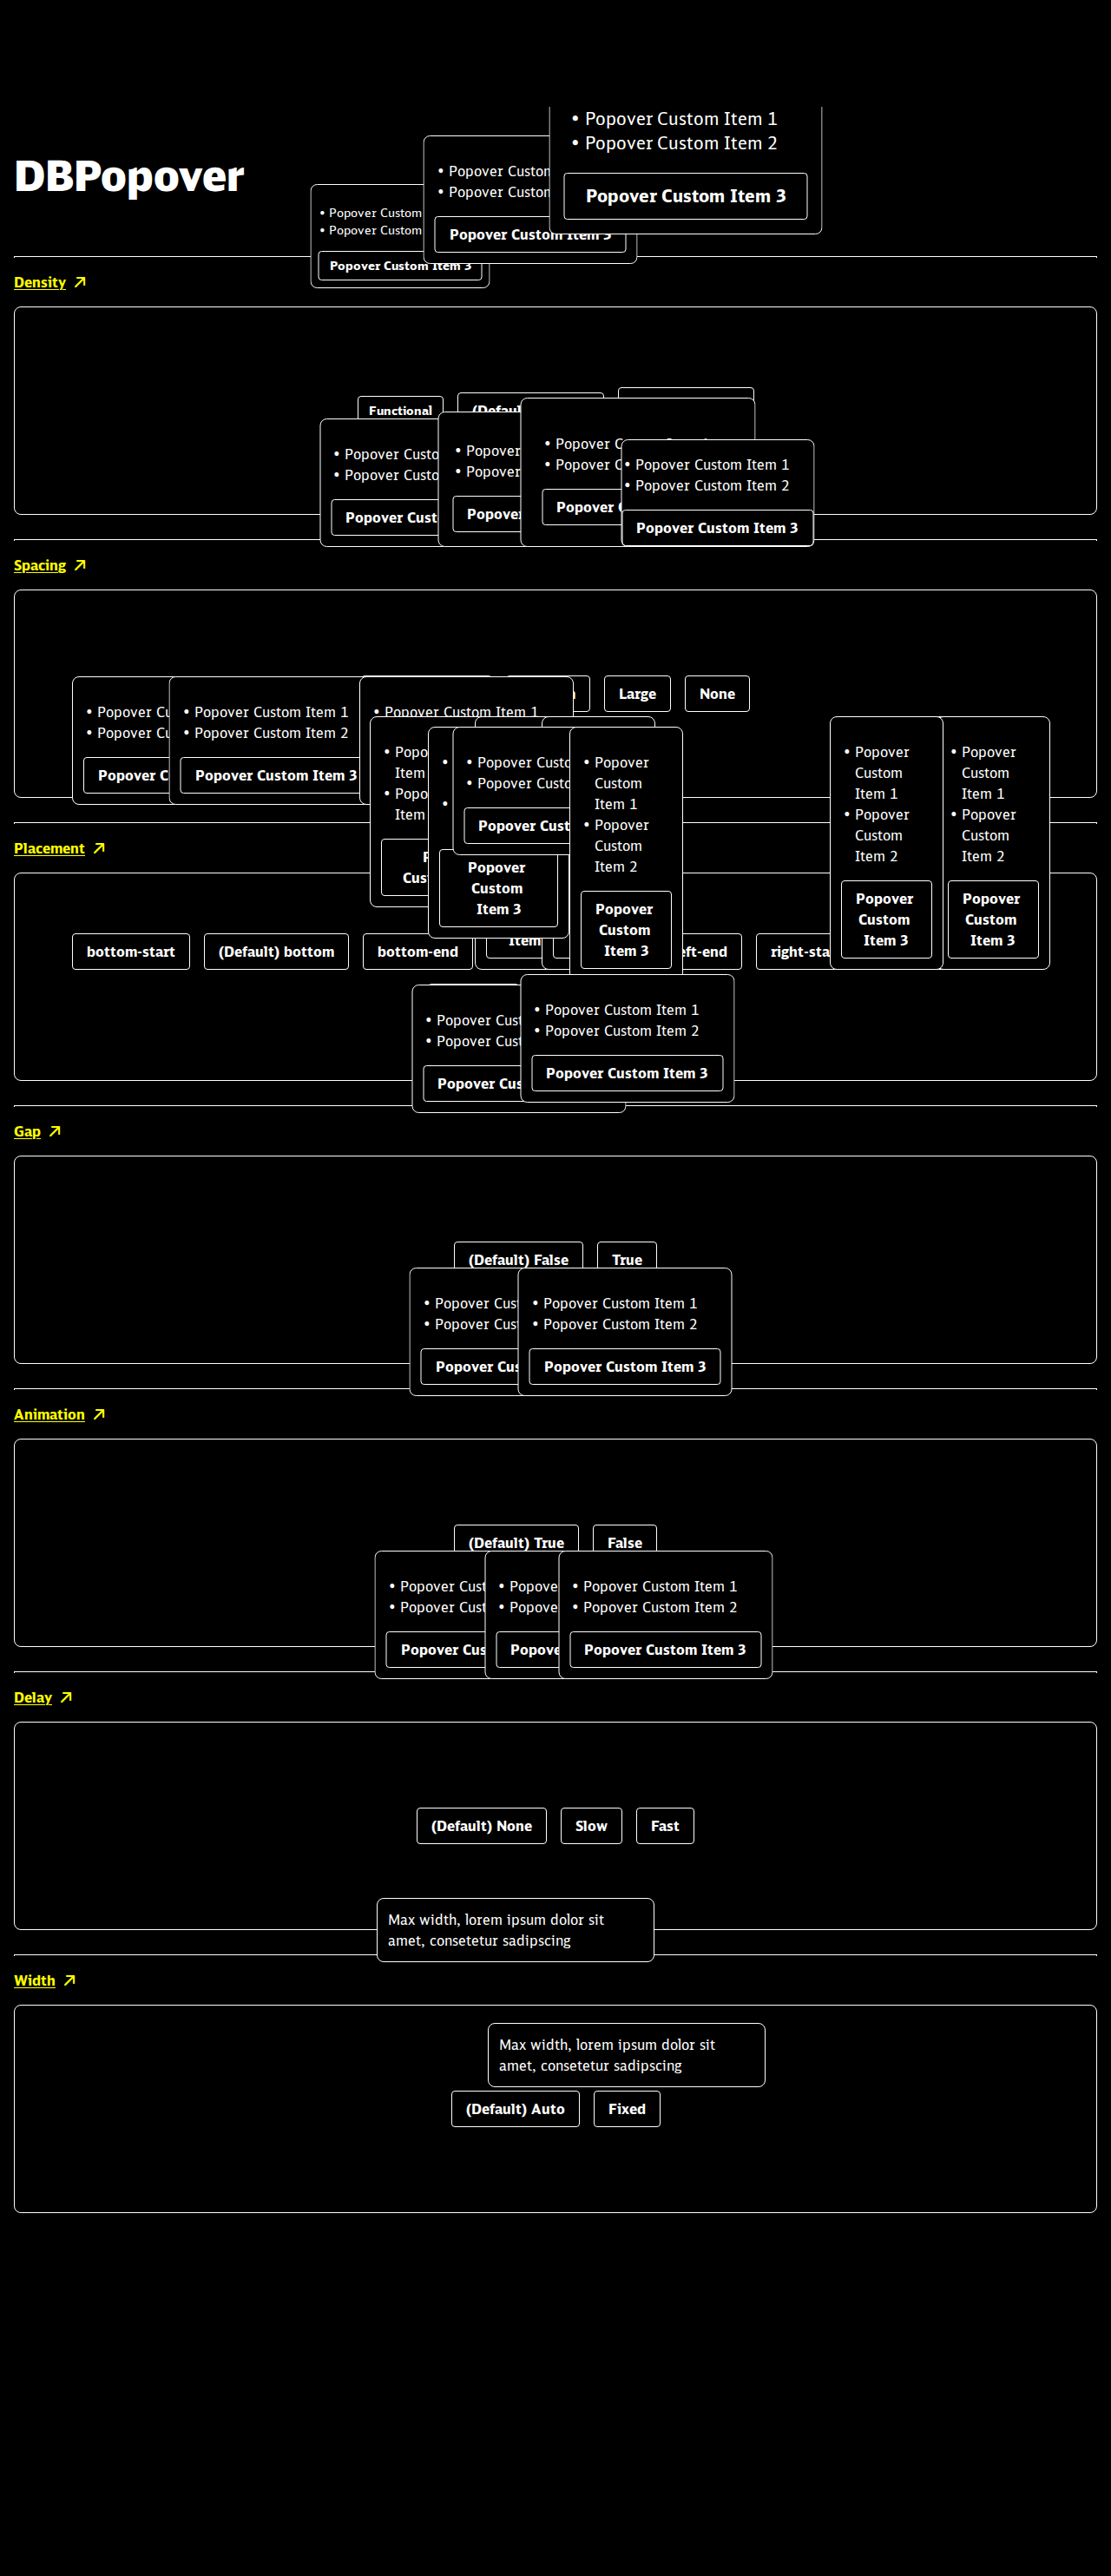 • Popover Custom Item 1
• Popover Custom Item 2
Popover Custom Item 3
DBPopover
• Popover Custom
• Popover Custom
Popover Custom Item 3
• Popover Custom
• Popover Custom
Popover Custom Item 3
Density
Functional
(Default
• Popover Custo
• Popover Custo
Popover Cust
• Popover
• Popover
Popover
• Popover C
• Popover C
Popover C
• Popover Custom Item 1
• Popover Custom Item 2
Popover Custom Item 3
Spacing
Large
None
• Popover Cu
• Popover Cu
Popover C
• Popover Custom Item 1
• Popover Custom Item 2
Popover Custom Item 3
• Popover Custom Item 1
• Popo
Item
• Popo
Item
Cust
Popover
Custom
Item 3
• Popover Custo
• Popover Custo
Popover Cust
• Popover
Custom
Item 1
• Popover
Custom
Item 2
Popover
Custom
Item 3
• Popover
Custom
Item 1
• Popover
Custom
Item 2
Popover
Custom
Item 3
• Popover
Custom
Item 1
• Popover
Custom
Item 2
Popover
Custom
Item 3
Placement
bottom-start
(Default) bottom
bottom-end
Item
eft-end
right-sta
• Popover Cust
• Popover Cust
Popover Cus
• Popover Custom Item 1
• Popover Custom Item 2
Popover Custom Item 3
Gap
(Default) False
True
• Popover Cust
• Popover Cust
Popover Cus
• Popover Custom Item 1
• Popover Custom Item 2
Popover Custom Item 3
Animation
(Default) True
False
• Popover Cust
• Popover Cust
Popover Cus
• Popove
• Popove
Popove
• Popover Custom Item 1
• Popover Custom Item 2
Popover Custom Item 3
Delay
(Default) None
Slow
Fast
Max width, lorem ipsum dolor sit
amet, consetetur sadipscing
Width
Max width, lorem ipsum dolor sit
amet, consetetur sadipscing
(Default) Auto
Fixed